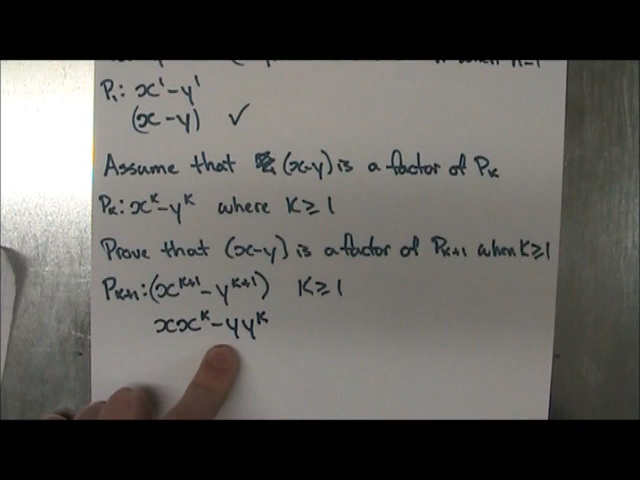 P₁: x¹ - y¹
(x - y) ✓
Assume that (x-y) is a factor of Pₖ
Pₖ: xᵏ - yᵏ where K ≥ 1
Prove that (x-y) is a factor of Pₖ₊₁ when K ≥ 1
Pₖ₊₁: (xᵏ⁺¹ - yᵏ⁺¹) K ≥ 1
xxᵏ - yyᵏ